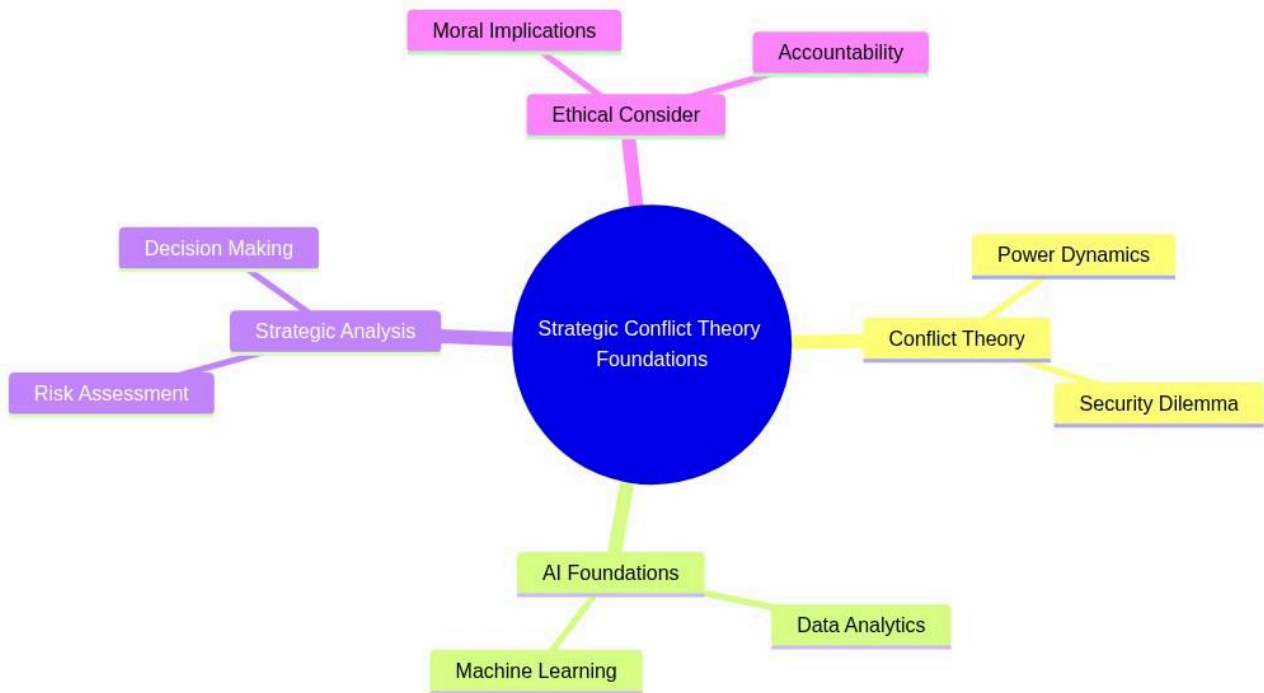 Moral Implications
Accountability
Ethical Consider
Decision Making
Power Dynamics
Strategic Analysis
Strategic Conflict Theory
Foundations
Conflict Theory
Risk Assessment
Security Dilemma
AI Foundations
Data Analytics
Machine Learning